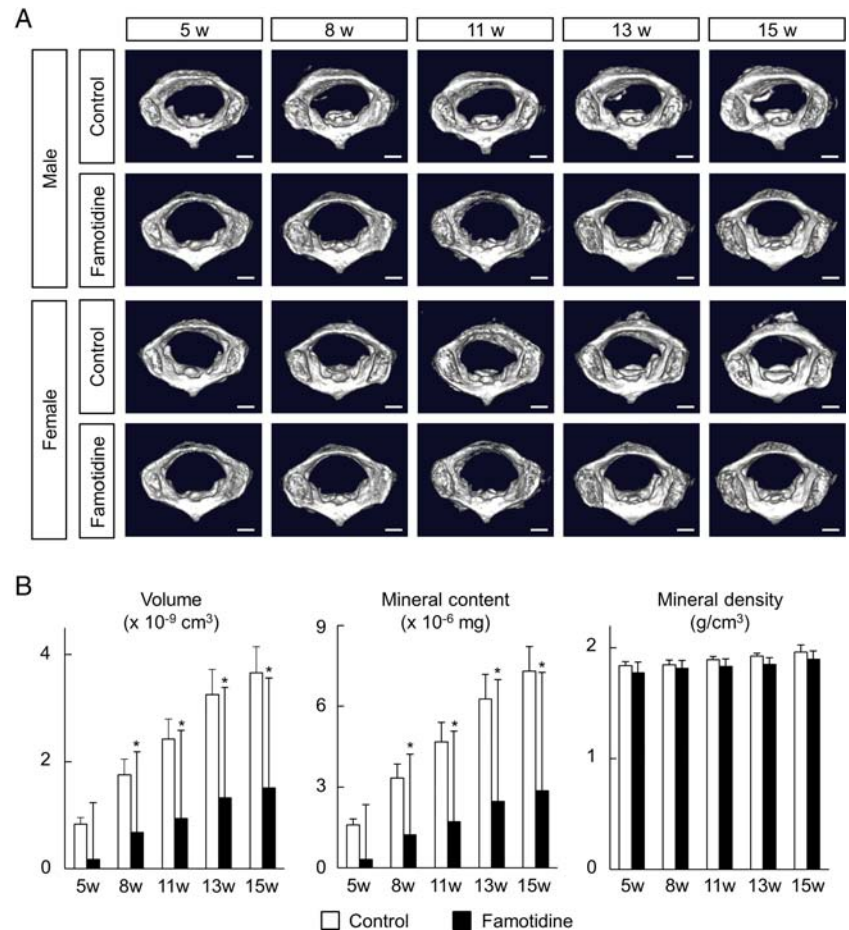 A
5 w 8 w 11 w 13 w 15 w
Male
Control
Famotidine
Female
Control
Famotidine
B
Volume
(x 10-9 cm3)
4
2
0
5w 8w 11w 13w 15w
* * * *
Mineral content
(x 10-6 mg)
9
6
3
0
5w 8w 11w 13w 15w
* * * *
Mineral density
(g/cm3)
2
1
0
5w 8w 11w 13w 15w
Control Famotidine